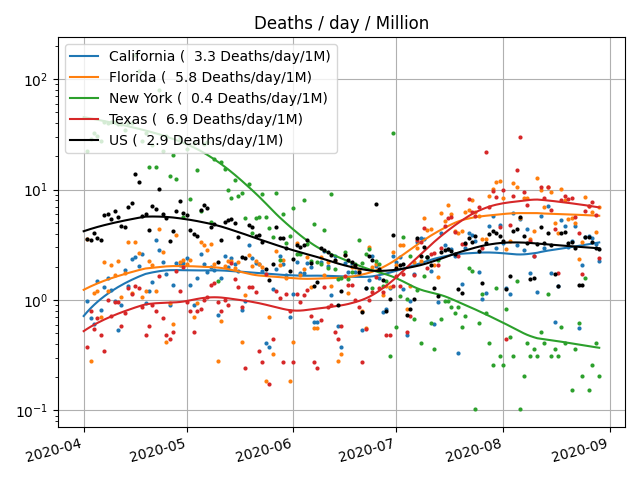 Deaths / day / Million
California (  3.3 Deaths/day/1M)
Florida (  5.8 Deaths/day/1M)
New York (  0.4 Deaths/day/1M)
Texas (  6.9 Deaths/day/1M)
US (  2.9 Deaths/day/1M)
10²
10¹
10⁰
10⁻¹
2020-04
2020-05
2020-06
2020-07
2020-08
2020-09